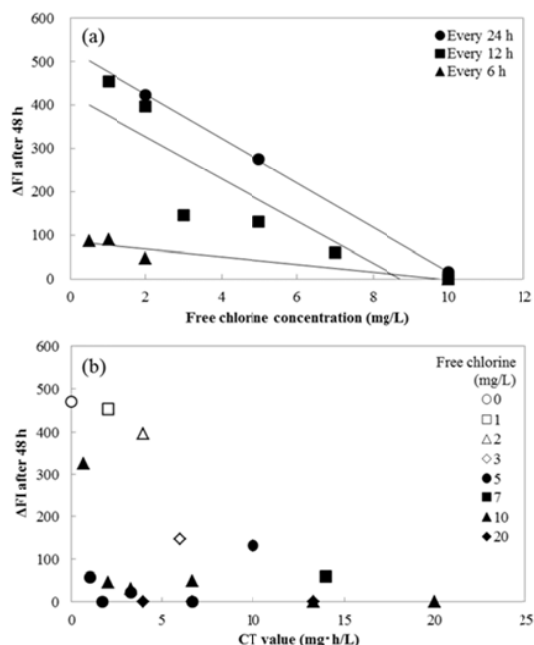 (a)
● Every 24 h
■ Every 12 h
▲ Every 6 h
600
500
400
300
200
100
0
ΔFI after 48 h
0 2 4 6 8 10 12
Free chlorine concentration (mg/L)
(b)
Free chlorine
(mg/L)
○ 0
□ 1
△ 2
◇ 3
● 5
■ 7
▲ 10
◆ 20
600
500
400
300
200
100
0
ΔFI after 48 h
0 5 10 15 20 25
CT value (mg·h/L)